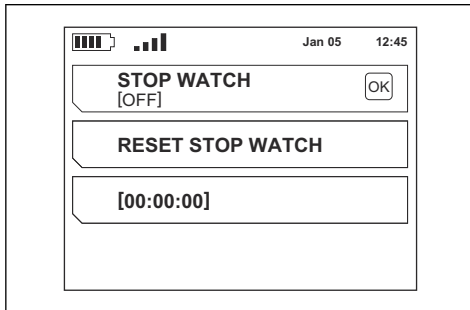 Jan 05 12:45
STOP WATCH
[OFF]
OK
RESET STOP WATCH
[00:00:00]